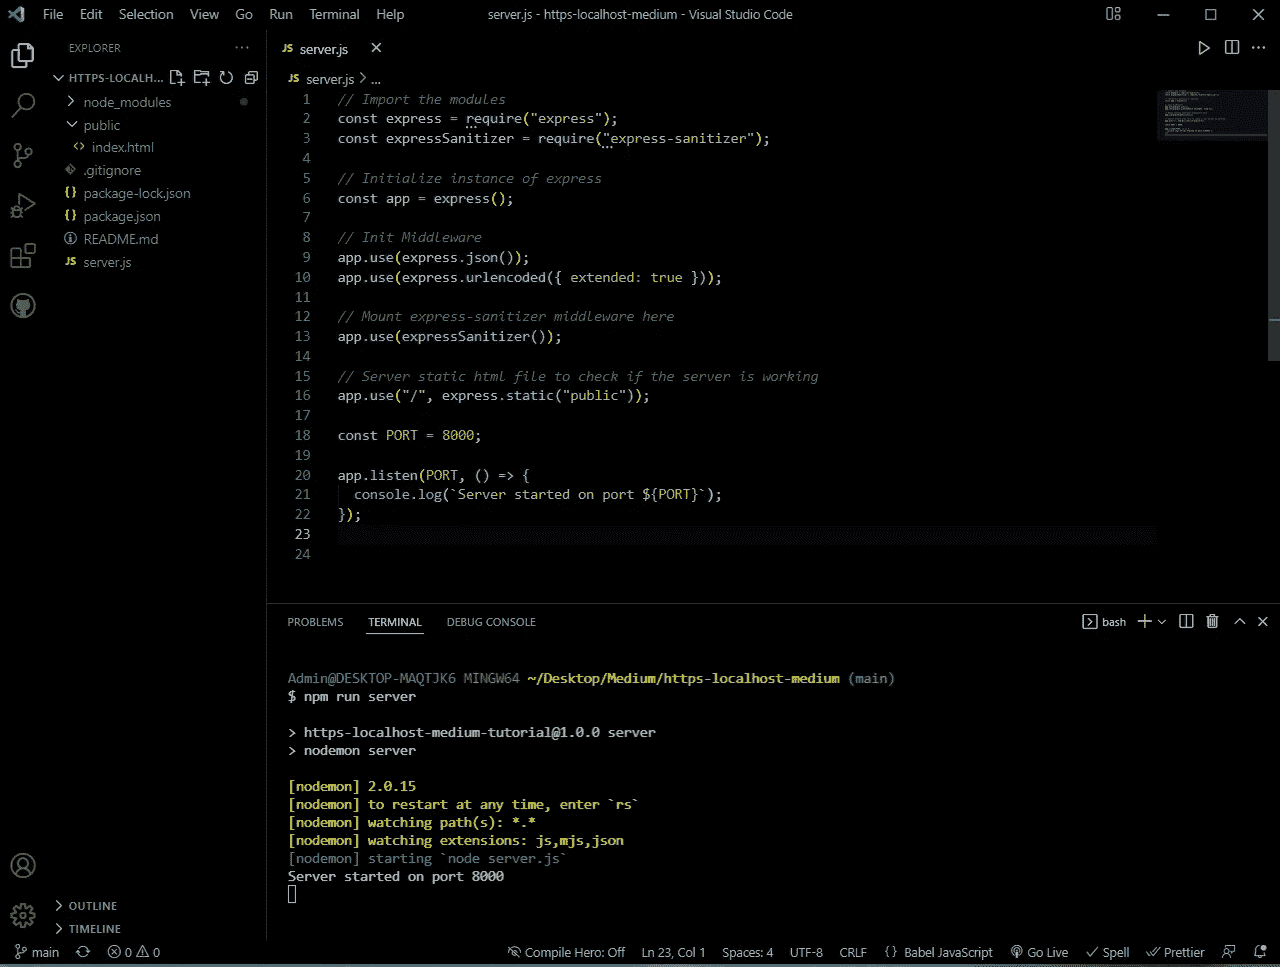 File Edit Selection View Go Run Terminal Help server.js - https-localhost-medium - Visual Studio Code
EXPLORER
HTTPS-LOCALH...
node_modules
public
index.html
.gitignore
package-lock.json
package.json
README.md
server.js
OUTLINE
TIMELINE
JS server.js
JS server.js > ...
1 // Import the modules
2 const express = require("express");
3 const expressSanitizer = require("express-sanitizer");
4
5 // Initialize instance of express
6 const app = express();
7
8 // Init Middleware
9 app.use(express.json());
10 app.use(express.urlencoded({ extended: true }));
11
12 // Mount express-sanitizer middleware here
13 app.use(expressSanitizer());
14
15 // Server static html file to check if the server is working
16 app.use("/", express.static("public"));
17
18 const PORT = 8000;
19
20 app.listen(PORT, () => {
21 console.log(`Server started on port ${PORT}`);
22 });
23
24
PROBLEMS TERMINAL DEBUG CONSOLE bash
Admin@DESKTOP-MAQTJK6 MINGW64 ~/Desktop/Medium/https-localhost-medium (main)
$ npm run server
> https-localhost-medium-tutorial@1.0.0 server
> nodemon server
[nodemon] 2.0.15
[nodemon] to restart at any time, enter `rs`
[nodemon] watching path(s): *.*
[nodemon] watching extensions: js,mjs,json
[nodemon] starting `node server.js`
Server started on port 8000
main 0 0 Compile Hero: Off Ln 23, Col 1 Spaces: 4 UTF-8 CRLF {} Babel JavaScript Go Live Spell Prettier